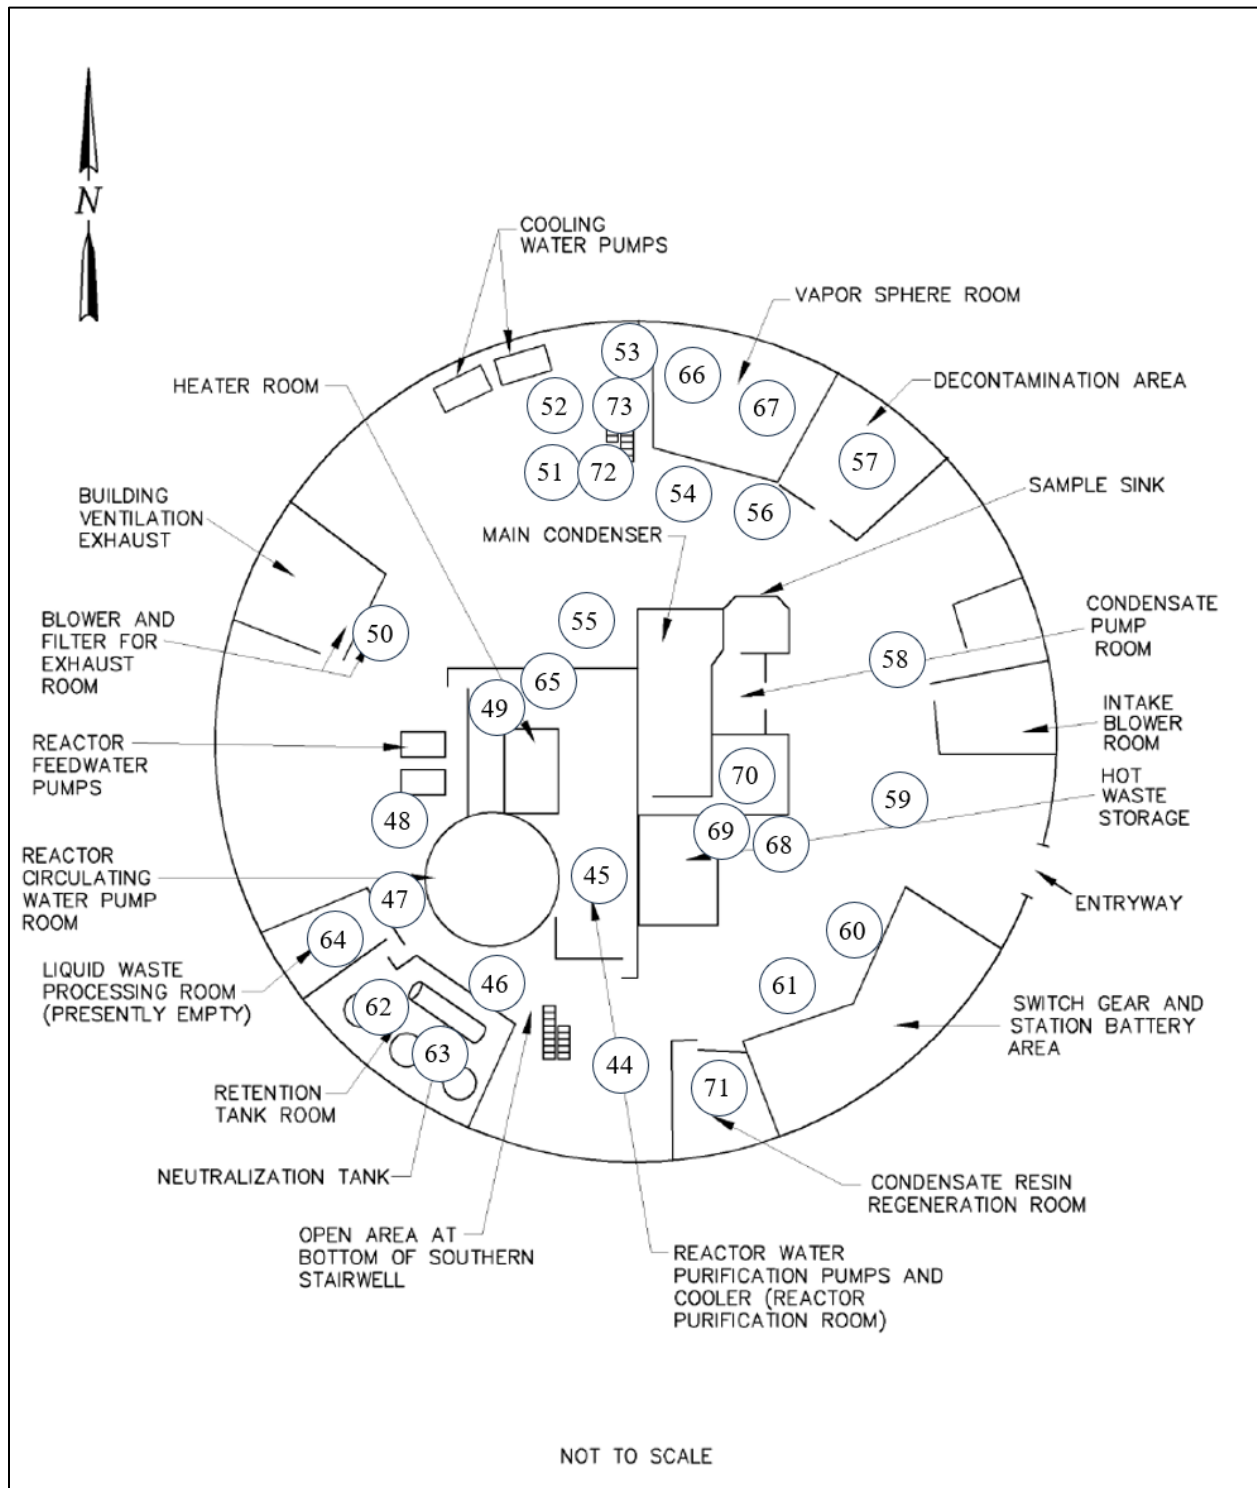 N
COOLING
WATER PUMPS
VAPOR SPHERE ROOM
HEATER ROOM
DECONTAMINATION AREA
53
66
67
52
73
57
51
72
54
56
SAMPLE SINK
BUILDING
VENTILATION
EXHAUST
MAIN CONDENSER
BLOWER AND
FILTER FOR
EXHAUST
ROOM
50
55
CONDENSATE
PUMP
ROOM
58
65
49
INTAKE
BLOWER
ROOM
REACTOR
FEEDWATER
PUMPS
70
59
HOT
WASTE
STORAGE
48
69
68
REACTOR
CIRCULATING
WATER PUMP
ROOM
45
47
ENTRYWAY
64
60
LIQUID WASTE
PROCESSING ROOM
(PRESENTLY EMPTY)
46
61
62
SWITCH GEAR AND
STATION BATTERY
AREA
63
44
71
RETENTION
TANK ROOM
NEUTRALIZATION TANK
CONDENSATE RESIN
REGENERATION ROOM
OPEN AREA AT
BOTTOM OF SOUTHERN
STAIRWELL
REACTOR WATER
PURIFICATION PUMPS AND
COOLER (REACTOR
PURIFICATION ROOM)
NOT TO SCALE